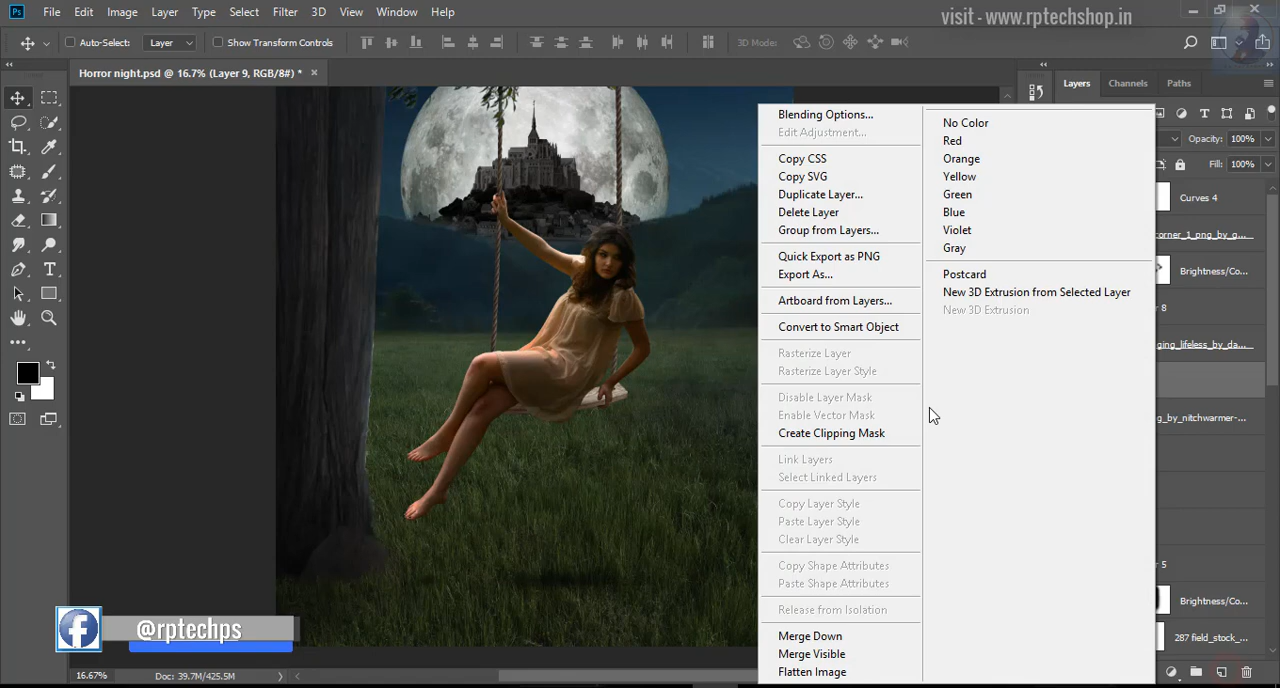 visit - www.rptechshop.in
Ps File Edit Image Layer Type Select Filter 3D View Window Help
Auto-Select: Layer Show Transform Controls 3D Mode:
Horror night.psd @ 16.7% (Layer 9, RGB/8#) * ×
Layers Channels Paths
Opacity: 100%
Fill: 100%
Blending Options...
Edit Adjustment...
Copy CSS
Copy SVG
Duplicate Layer...
Delete Layer
Group from Layers...
Quick Export as PNG
Export As...
Artboard from Layers...
Convert to Smart Object
Rasterize Layer
Rasterize Layer Style
Disable Layer Mask
Enable Vector Mask
Create Clipping Mask
Link Layers
Select Linked Layers
Copy Layer Style
Paste Layer Style
Clear Layer Style
Copy Shape Attributes
Paste Shape Attributes
Release from Isolation
Merge Down
Merge Visible
Flatten Image
No Color
Red
Orange
Yellow
Green
Blue
Violet
Gray
Postcard
New 3D Extrusion from Selected Layer
New 3D Extrusion
Curves 4
corner_1_png_by_g...
Brightness/Co...
r 8
ging_lifeless_by_da...
g_by_nitchwarmer-...
r 5
Brightness/Co...
287 field_stock_...
@rptechps
16.67% Doc: 39.7M/425.5M